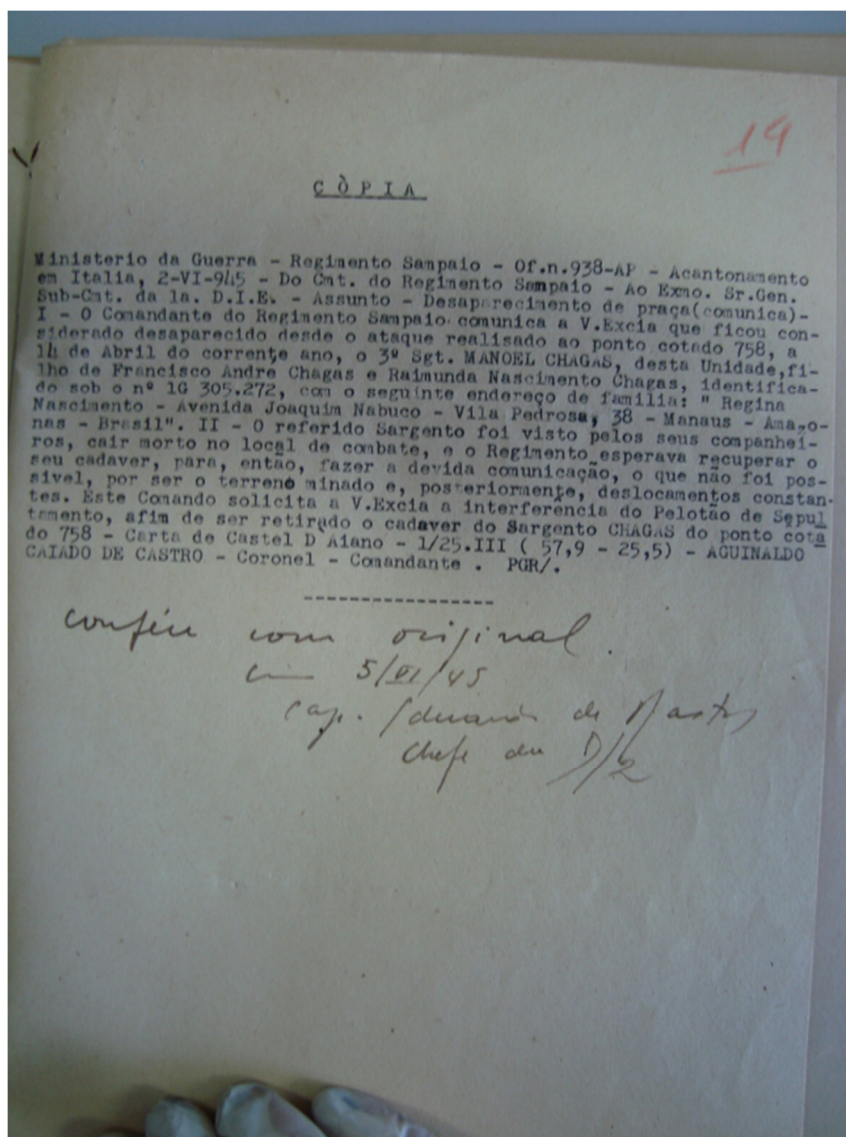 19
CÒPIA
Ministerio da Guerra - Regimento Sampaio - Of.n.938-AP - Acantonamento
em Italia, 2-VI-945 - Do Cmt. do Regimento Sampaio - Ao Exmo. Sr.Gen.
Sub-Cmt. da 1a. D.I.E. - Assunto - Desaparecimento de praça(comunica)-
I - O Comandante do Regimento Sampaio comunica a V.Excia que ficou con-
siderado desaparecido desde o ataque realisado ao ponto cotado 758, a
14 de Abril do corrente ano, o 3º Sgt. MANOEL CHAGAS, desta Unidade,fi-
lho de Francisco Andre Chagas e Raimunda Nascimento Chagas, identifica-
do sob o nº 1G 305.272, com o seguinte endereço de familia: " Regina
Nascimento - Avenida Joaquim Nabuco - Vila Pedrosa, 38 - Manaus - Amazo-
nas - Brasil". II - O referido Sargento foi visto pelos seus companhei-
ros, cair morto no local de combate, e o Regimento esperava recuperar o
seu cadaver, para, então, fazer a devida comunicação, o que não foi pos-
sivel, por ser o terreno minado e, posteriormente, deslocamentos constan-
tes. Este Comando solicita a V.Excia a interferencia do Pelotão de Sepul
tamento, afim de ser retirado o cadaver do Sargento CHAGAS do ponto cota
do 758 - Carta de Castel D Aiano - 1/25.III ( 57,9 - 25,5) - AGUINALDO
CAIADO DE CASTRO - Coronel - Comandante . PGR/.
----------------
confere com original.
em 5/VI/45
Cap. de
Chefe da D/2